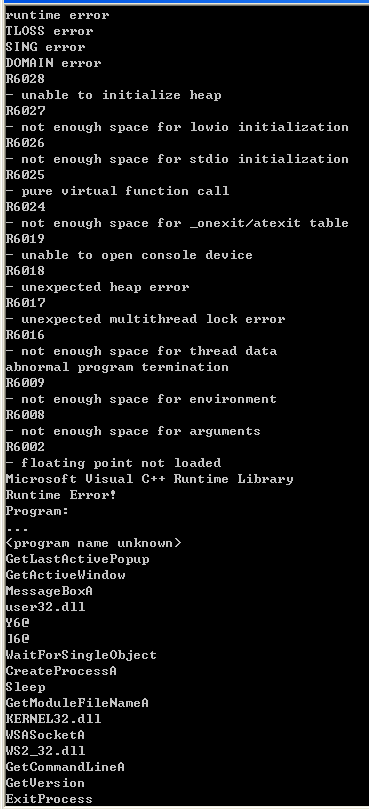 runtime error
TLOSS error
SING error
DOMAIN error
R6028
- unable to initialize heap
R6027
- not enough space for lowio initialization
R6026
- not enough space for stdio initialization
R6025
- pure virtual function call
R6024
- not enough space for _onexit/atexit table
R6019
- unable to open console device
R6018
- unexpected heap error
R6017
- unexpected multithread lock error
R6016
- not enough space for thread data
abnormal program termination
R6009
- not enough space for environment
R6008
- not enough space for arguments
R6002
- floating point not loaded
Microsoft Visual C++ Runtime Library
Runtime Error!
Program:
...
<program name unknown>
GetLastActivePopup
GetActiveWindow
MessageBoxA
user32.dll
Y6@
]6@
WaitForSingleObject
CreateProcessA
Sleep
GetModuleFileNameA
KERNEL32.dll
WSASocketA
WS2_32.dll
GetCommandLineA
GetVersion
ExitProcess